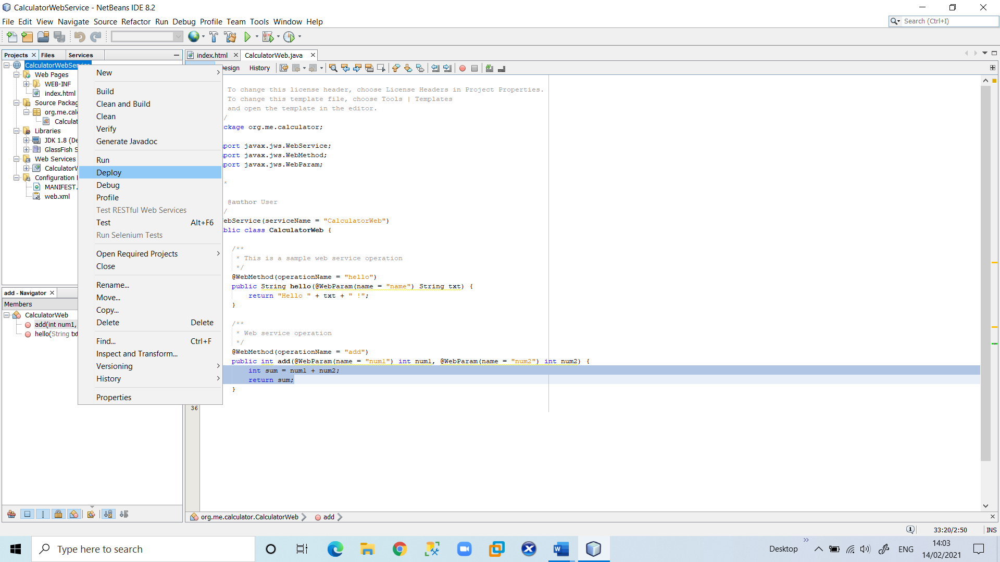 CalculatorWebService - NetBeans IDE 8.2
File Edit View Navigate Source Refactor Run Debug Profile Team Tools Window Help
Search (Ctrl+I)
Projects Files Services
index.html CalculatorWeb.java
History
CalculatorWebService
Web Pages
WEB-INF
index.html
Source Packag
org.me.calc
Calculat
Libraries
JDK 1.8 (De
GlassFish S
Web Services
CalculatorW
Configuration
MANIFEST.
web.xml
New
Build
Clean and Build
Clean
Verify
Generate Javadoc
Run
Deploy
Debug
Profile
Test RESTful Web Services
Test Alt+F6
Run Selenium Tests
Open Required Projects
Close
Rename...
Move...
Copy...
Delete Delete
Find... Ctrl+F
Inspect and Transform...
Versioning
History
Properties
esign
To change this license header, choose License Headers in Project Properties.
To change this template file, choose Tools | Templates
and open the template in the editor.
/
ckage org.me.calculator;
port javax.jws.WebService;
port javax.jws.WebMethod;
port javax.jws.WebParam;
*
@author User
/
ebService(serviceName = "CalculatorWeb")
blic class CalculatorWeb {
/**
* This is a sample web service operation
*/
@WebMethod(operationName = "hello")
public String hello(@WebParam(name = "name") String txt) {
return "Hello " + txt + " !";
}
/**
* Web service operation
*/
@WebMethod(operationName = "add")
public int add(@WebParam(name = "num1") int num1, @WebParam(name = "num2") int num2) {
int sum = num1 + num2;
return sum;
}
36
add - Navigator
Members
CalculatorWeb
add(int num1,
hello(String txt
org.me.calculator.CalculatorWeb add
33:20/2:50 INS
Type here to search
Desktop
ENG
14:03
14/02/2021